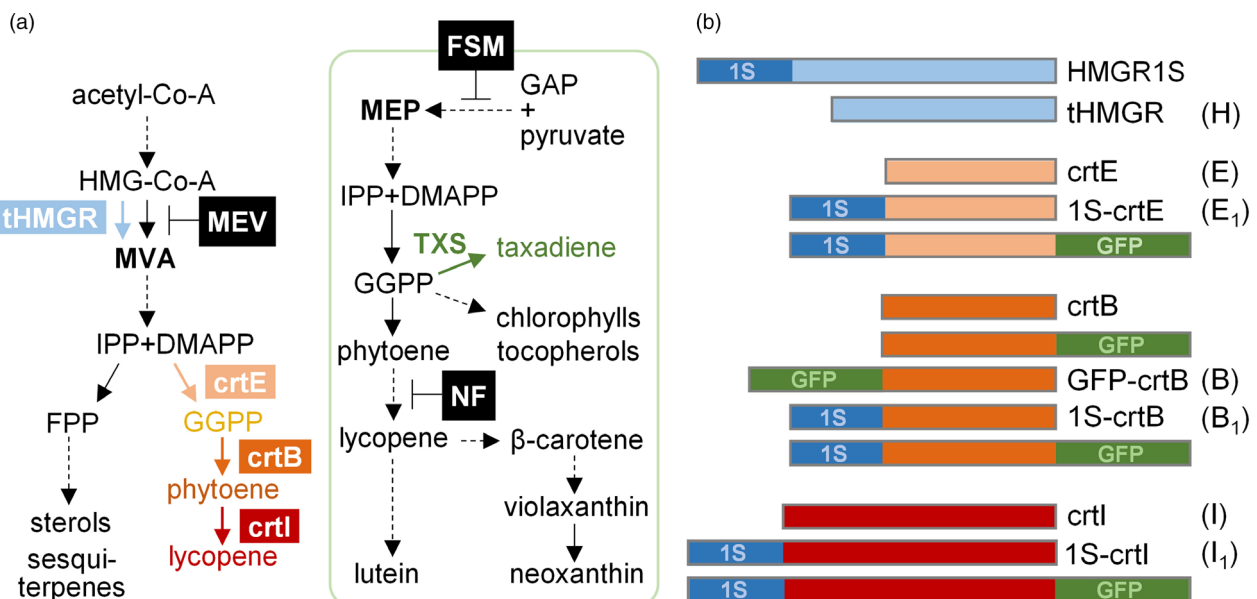 (a)
acetyl-Co-A
HMG-Co-A
tHMGR
MEV
MVA
IPP+DMAPP
crtE
FPP
GGPP
crtB
phytoene
sterols
crtI
sesqui-
lycopene
terpenes
FSM
GAP
MEP
+
pyruvate
IPP+DMAPP
TXS
taxadiene
GGPP
chlorophylls
tocopherols
phytoene
NF
lycopene
β-carotene
violaxanthin
lutein
neoxanthin
(b)
1S HMGR1S
tHMGR (H)
crtE (E)
1S 1S-crtE (E1)
1S GFP
crtB
GFP
GFP GFP-crtB (B)
1S 1S-crtB (B1)
1S GFP
crtI (I)
1S 1S-crtI (I1)
1S GFP